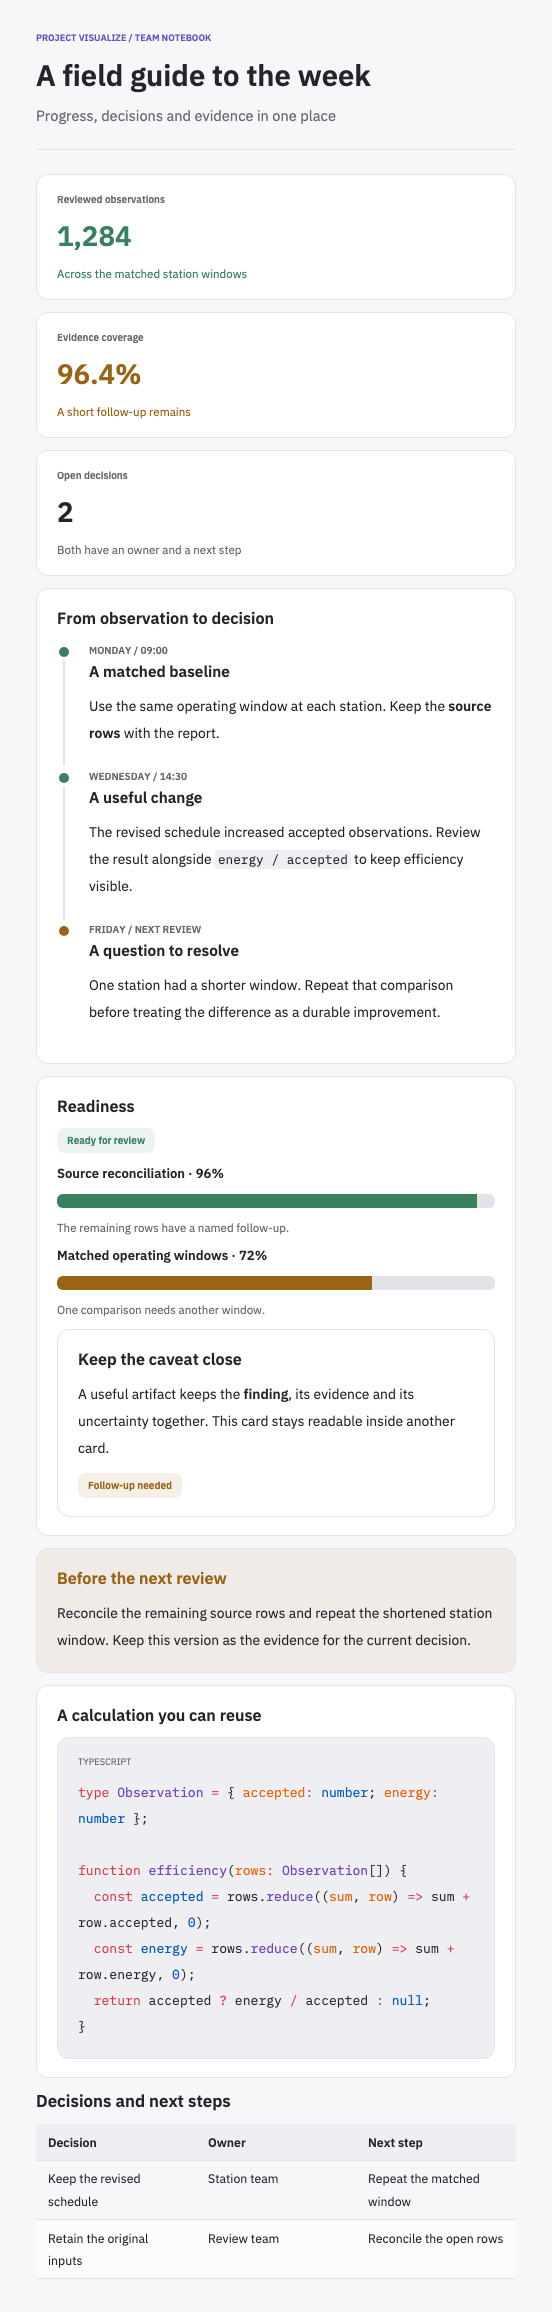 PROJECT VISUALIZE / TEAM NOTEBOOK
A field guide to the week
Progress, decisions and evidence in one place
Reviewed observations
1,284
Across the matched station windows
Evidence coverage
96.4%
A short follow-up remains
Open decisions
2
Both have an owner and a next step
From observation to decision
MONDAY / 09:00
A matched baseline
Use the same operating window at each station. Keep the source
rows with the report.
WEDNESDAY / 14:30
A useful change
The revised schedule increased accepted observations. Review
the result alongside energy / accepted to keep efficiency
visible.
FRIDAY / NEXT REVIEW
A question to resolve
One station had a shorter window. Repeat that comparison
before treating the difference as a durable improvement.
Readiness
Ready for review
Source reconciliation · 96%
The remaining rows have a named follow-up.
Matched operating windows · 72%
One comparison needs another window.
Keep the caveat close
A useful artifact keeps the finding, its evidence and its
uncertainty together. This card stays readable inside another
card.
Follow-up needed
Before the next review
Reconcile the remaining source rows and repeat the shortened station
window. Keep this version as the evidence for the current decision.
A calculation you can reuse
TYPESCRIPT
type Observation = { accepted: number; energy:
number };
function efficiency(rows: Observation[]) {
  const accepted = rows.reduce((sum, row) => sum +
row.accepted, 0);
  const energy = rows.reduce((sum, row) => sum +
row.energy, 0);
  return accepted ? energy / accepted : null;
}
Decisions and next steps
Decision Owner Next step
Keep the revised schedule Station team Repeat the matched window
Retain the original inputs Review team Reconcile the open rows